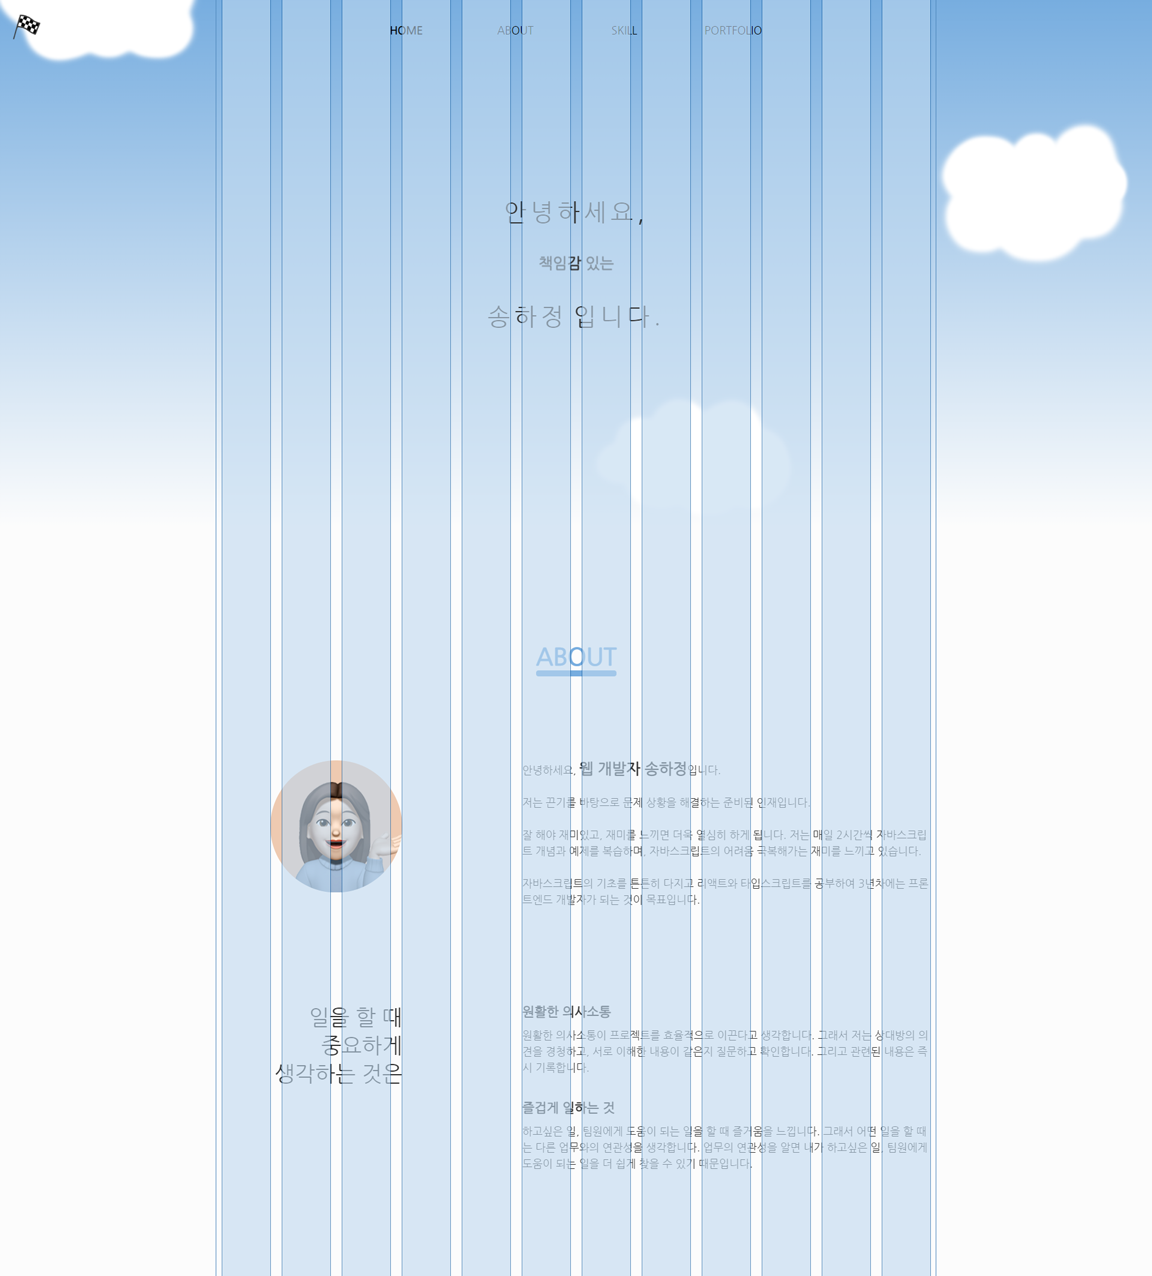 HOME ABOUT SKILL PORTFOLIO
안녕하세요,
책임감 있는
송하정 입니다.
ABOUT
안녕하세요, 웹 개발자 송하정입니다.
저는 끈기를 바탕으로 문제 상황을 해결하는 준비된 인재입니다.
잘 해야 재미있고, 재미를 느끼면 더욱 열심히 하게 됩니다. 저는 매일 2시간씩 자바스크립
트 개념과 예제를 복습하며, 자바스크립트의 어려움 극복해가는 재미를 느끼고 있습니다.
자바스크립트의 기초를 튼튼히 다지고 리액트와 타입스크립트를 공부하여 3년차에는 프론
트엔드 개발자가 되는 것이 목표입니다.
일을 할 때
중요하게
생각하는 것은
원활한 의사소통
원활한 의사소통이 프로젝트를 효율적으로 이끈다고 생각합니다. 그래서 저는 상대방의 의
견을 경청하고, 서로 이해한 내용이 같은지 질문하고 확인합니다. 그리고 관련된 내용은 즉
시 기록합니다.
즐겁게 일하는 것
하고싶은 일, 팀원에게 도움이 되는 일을 할 때 즐거움을 느낍니다. 그래서 어떤 일을 할 때
는 다른 업무와의 연관성을 생각합니다. 업무의 연관성을 알면 내가 하고싶은 일, 팀원에게
도움이 되는 일을 더 쉽게 찾을 수 있기 때문입니다.